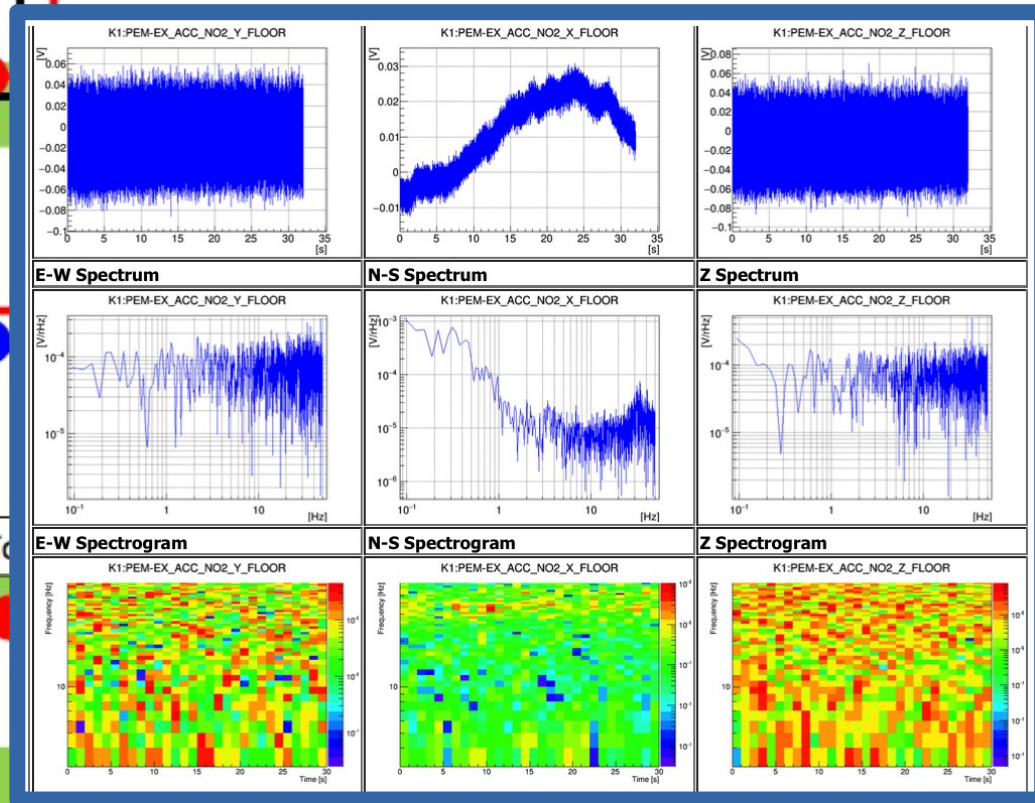 K1:PEM-EX_ACC_NO2_Y_FLOOR
K1:PEM-EX_ACC_NO2_X_FLOOR
K1:PEM-EX_ACC_NO2_Z_FLOOR
[V] [V] [V]
0.06 0.03 0.08
0.04 0.06
0.02 0.02 0.04
0 0.01 0.02
−0.02 0 0
−0.04 −0.02
−0.06 −0.01 −0.04
−0.08 −0.06
−0.1 −0.08
−0.1
0 5 10 15 20 25 30 35
[s]
0 5 10 15 20 25 30 35
[s]
0 5 10 15 20 25 30 35
[s]
E-W Spectrum
N-S Spectrum
Z Spectrum
K1:PEM-EX_ACC_NO2_Y_FLOOR
K1:PEM-EX_ACC_NO2_X_FLOOR
K1:PEM-EX_ACC_NO2_Z_FLOOR
[V/rHz] [V/rHz] [V/rHz]
10⁻⁴ 10⁻³ 10⁻⁴
10⁻⁵ 10⁻⁴ 10⁻⁵
10⁻⁵
10⁻⁶
10⁻¹ 1 10
[Hz]
10⁻¹ 1 10
[Hz]
10⁻¹ 1 10
[Hz]
E-W Spectrogram
N-S Spectrogram
Z Spectrogram
K1:PEM-EX_ACC_NO2_Y_FLOOR
K1:PEM-EX_ACC_NO2_X_FLOOR
K1:PEM-EX_ACC_NO2_Z_FLOOR
Frequency [Hz]
Frequency [Hz]
Frequency [Hz]
10 10 10
0 5 10 15 20 25 30
Time [s]
0 5 10 15 20 25 30
Time [s]
0 5 10 15 20 25 30
Time [s]